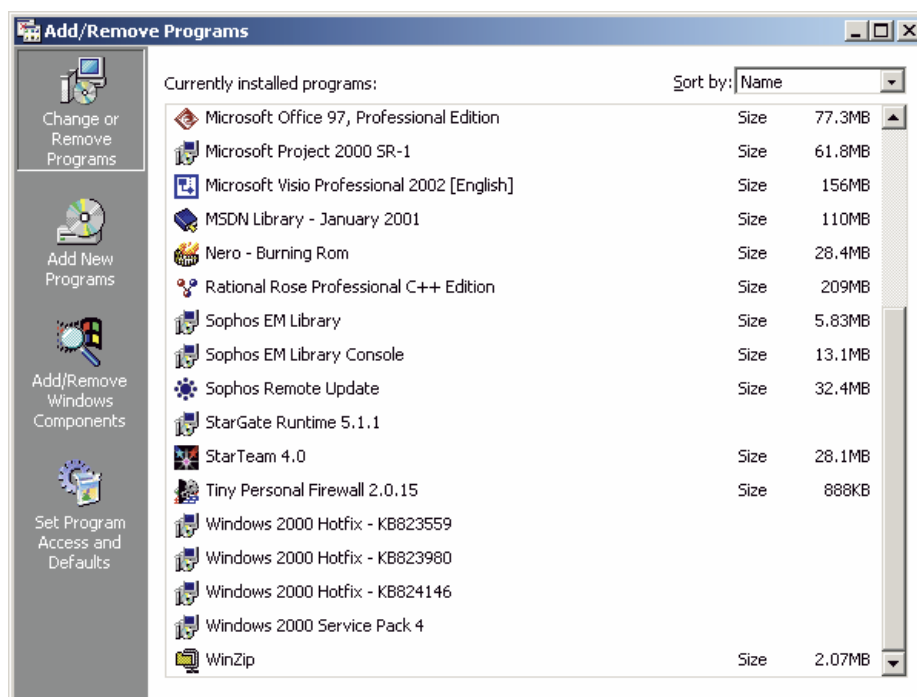 Add/Remove Programs
Change or
Remove
Programs
Add New
Programs
Add/Remove
Windows
Components
Set Program
Access and
Defaults
Currently installed programs: Sort by: Name
Microsoft Office 97, Professional Edition Size 77.3MB
Microsoft Project 2000 SR-1 Size 61.8MB
Microsoft Visio Professional 2002 [English] Size 156MB
MSDN Library - January 2001 Size 110MB
Nero - Burning Rom Size 28.4MB
Rational Rose Professional C++ Edition Size 209MB
Sophos EM Library Size 5.83MB
Sophos EM Library Console Size 13.1MB
Sophos Remote Update Size 32.4MB
StarGate Runtime 5.1.1
StarTeam 4.0 Size 28.1MB
Tiny Personal Firewall 2.0.15 Size 888KB
Windows 2000 Hotfix - KB823559
Windows 2000 Hotfix - KB823980
Windows 2000 Hotfix - KB824146
Windows 2000 Service Pack 4
WinZip Size 2.07MB